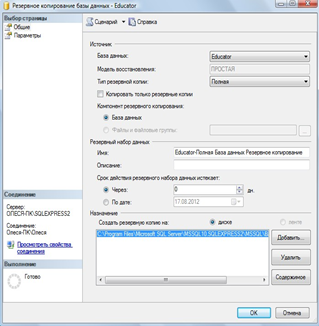 Резервное копирование базы данных - Educator
Выбор страницы
Общие
Параметры
Сценарий
Справка
Источник
База данных:
Educator
Модель восстановления:
ПРОСТАЯ
Тип резервной копии:
Полная
Копировать только резервные копии
Компонент резервного копирования:
База данных
Файлы и файловые группы:
Резервный набор данных
Имя:
Educator-Полная База данных Резервное копирование
Описание:
Срок действия резервного набора данных истекает:
Через:
0
дн.
По дате:
17.08.2012
Назначение
Создать резервную копию на:
диске
ленте
C:\Program Files\Microsoft SQL Server\MSSQL10.SQLEXPRESS2\MSSQL\
Добавить...
Удалить
Содержимое
Соединение
Сервер:
ОЛЕСЯ-ПК\SQLEXPRESS2
Соединение:
Олеся-ПК\Олеся
Просмотреть свойства
соединения
Выполнение
Готово
ОК
Отмена